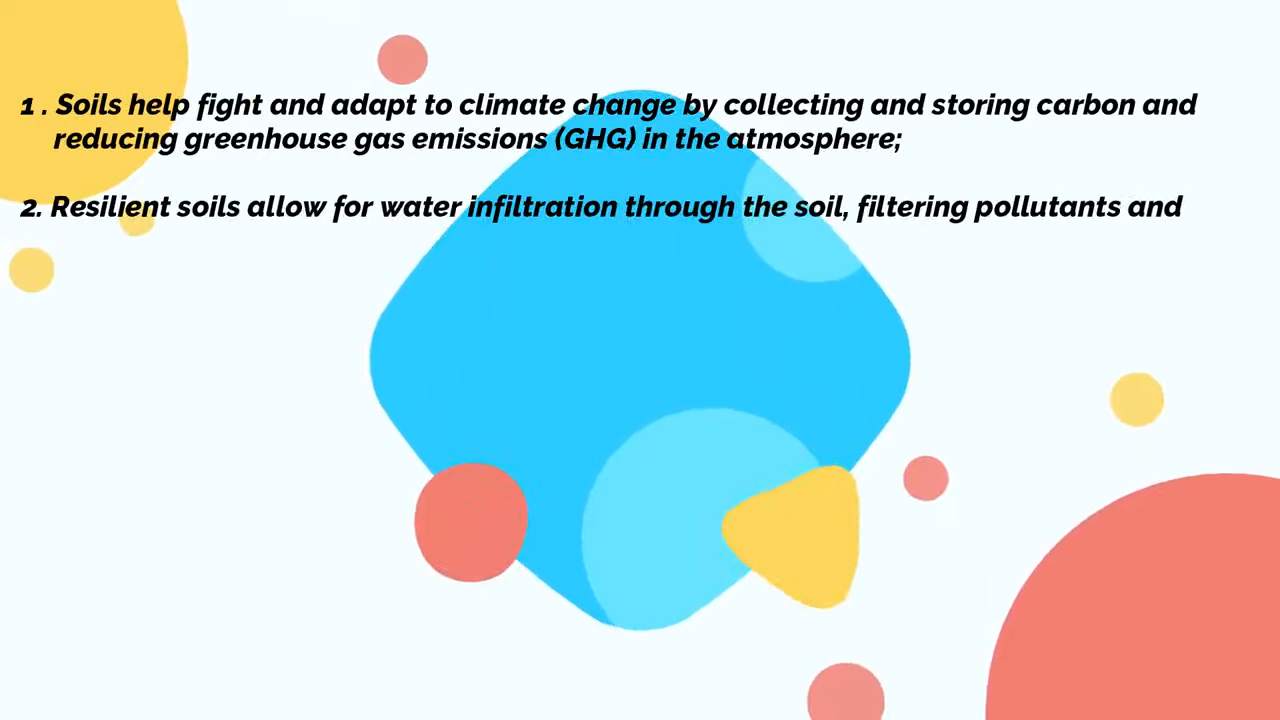 1 . Soils help fight and adapt to climate change by collecting and storing carbon and
reducing greenhouse gas emissions (GHG) in the atmosphere;
2. Resilient soils allow for water infiltration through the soil, filtering pollutants and